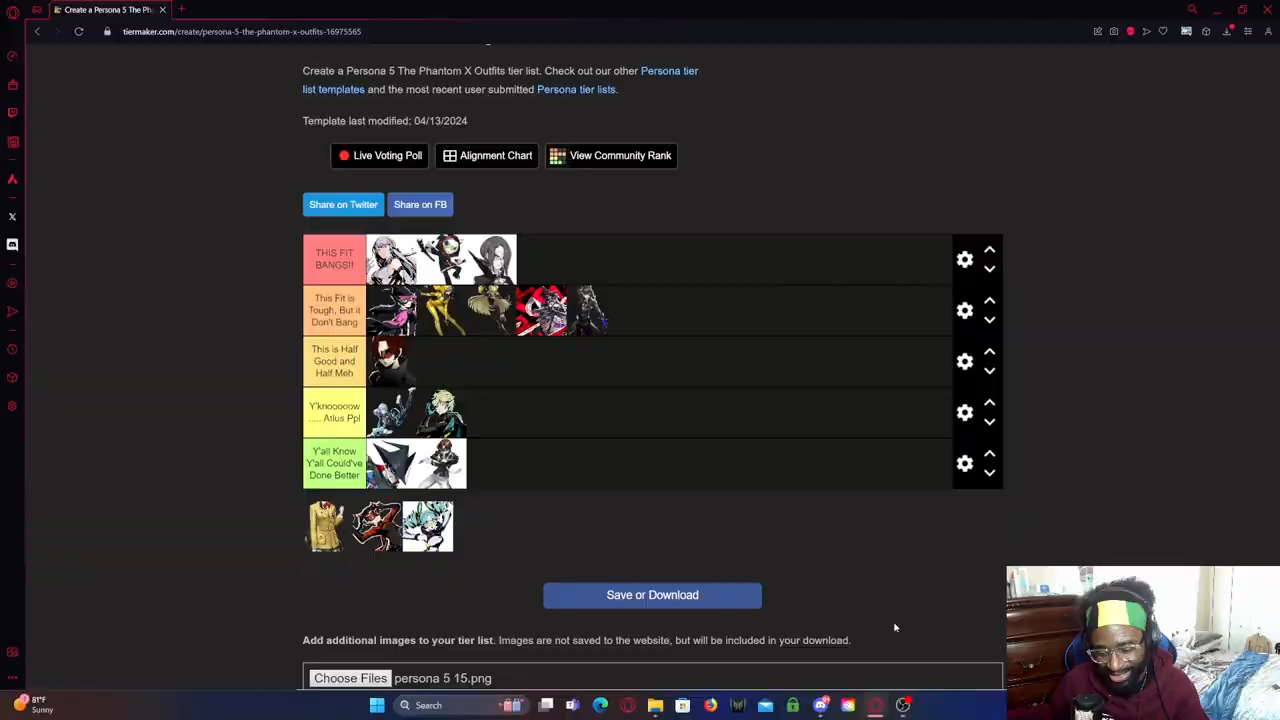 Create a Persona 5 The Ph
tiermaker.com/create/persona-5-the-phantom-x-outfits-16975565
Create a Persona 5 The Phantom X Outfits tier list. Check out our other Persona tier
list templates and the most recent user submitted Persona tier lists.
Template last modified: 04/13/2024
Live Voting Poll
Alignment Chart
View Community Rank
Share on Twitter
Share on FB
THIS FIT
BANGS!!
This Fit is
Tough, But it
Don't Bang
This is Half
Good and
Half Meh
Y'knooooow
..... Atlus Ppl
Y'all Know
Y'all Could've
Done Better
Save or Download
Add additional images to your tier list. Images are not saved to the website, but will be included in your download.
Choose Files persona 5 15.png
81°F
Sunny
Search